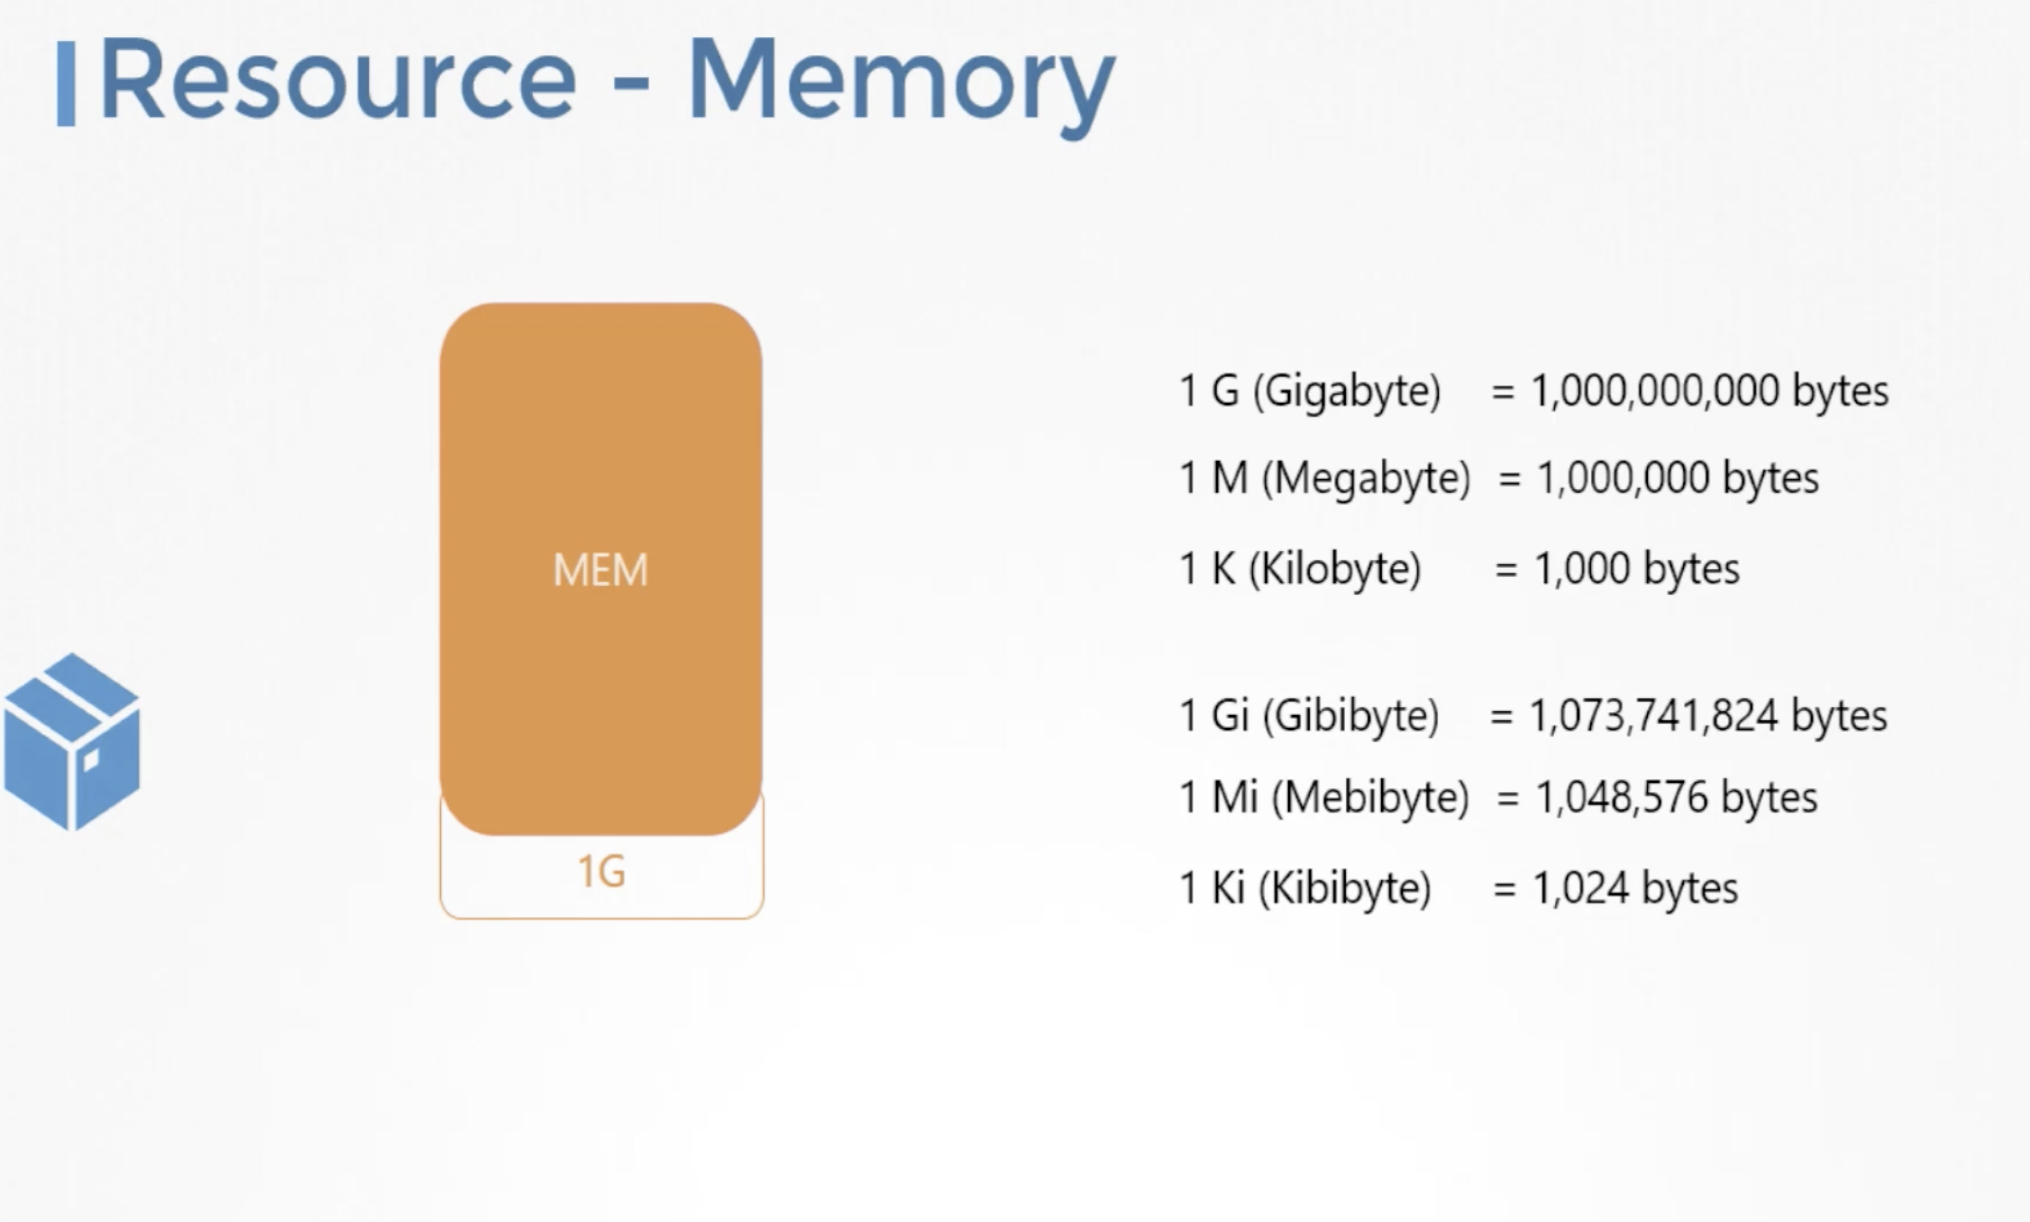 Resource - Memory
MEM
1G
1 G (Gigabyte) = 1,000,000,000 bytes
1 M (Megabyte) = 1,000,000 bytes
1 K (Kilobyte) = 1,000 bytes
1 Gi (Gibibyte) = 1,073,741,824 bytes
1 Mi (Mebibyte) = 1,048,576 bytes
1 Ki (Kibibyte) = 1,024 bytes